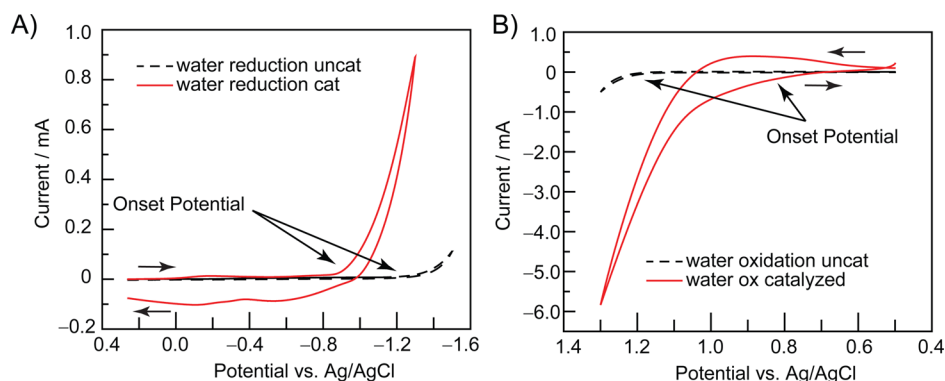 A)
1.0
0.8
0.6
0.4
0.2
0
−0.2
Current / mA
water reduction uncat
water reduction cat
Onset Potential
0.4
0.0
−0.4
−0.8
−1.2
−1.6
Potential vs. Ag/AgCl
B)
1.0
0.0
−1.0
−2.0
−3.0
−4.0
−5.0
−6.0
Current / mA
Onset Potential
water oxidation uncat
water ox catalyzed
1.4
1.2
1.0
0.8
0.6
0.4
Potential vs. Ag/AgCl